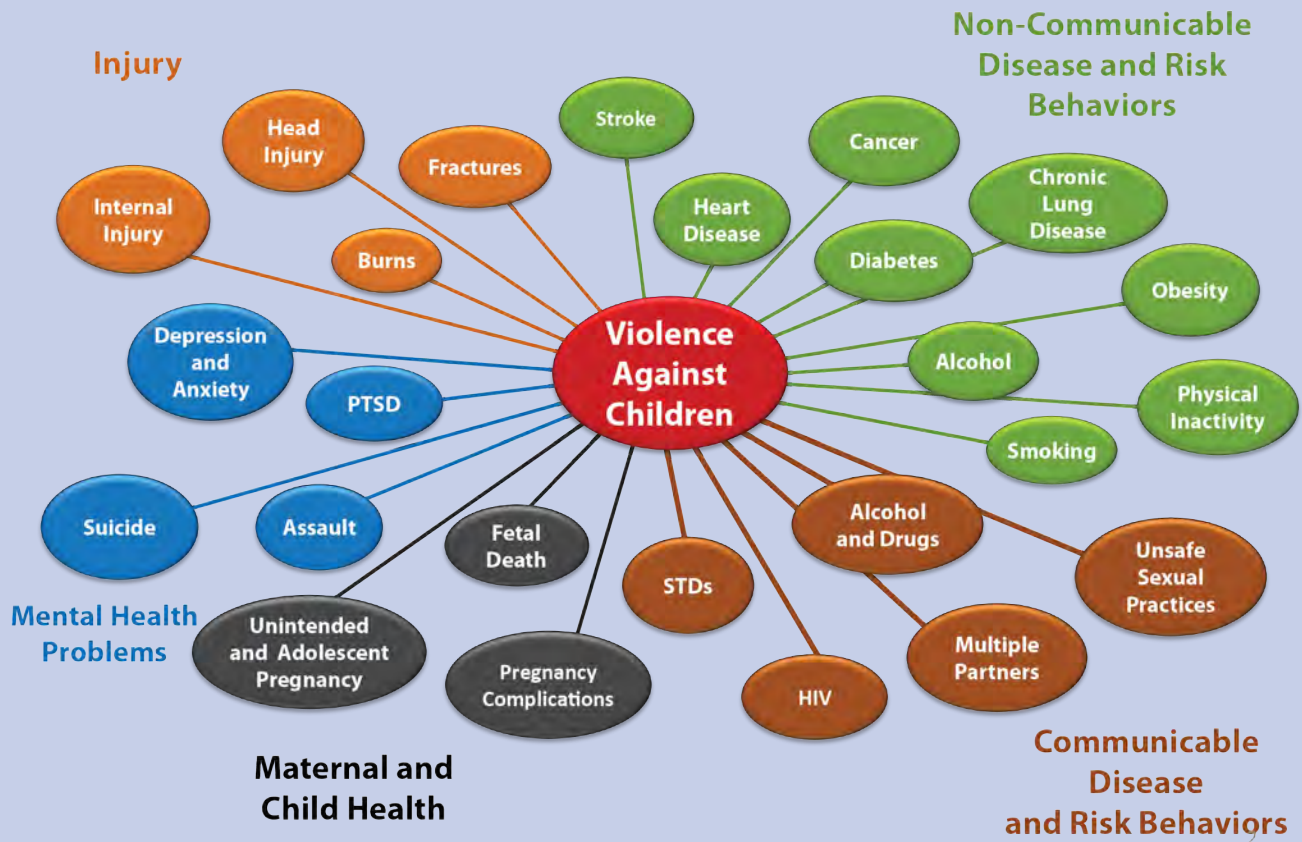 Injury
Non-Communicable
Disease and Risk
Behaviors
Head
Injury
Fractures
Stroke
Cancer
Internal
Injury
Burns
Heart
Disease
Diabetes
Chronic
Lung
Disease
Obesity
Depression
and
Anxiety
PTSD
Violence
Against
Children
Alcohol
Physical
Inactivity
Smoking
Suicide
Assault
Mental Health
Problems
Fetal
Death
Unintended
and Adolescent
Pregnancy
Pregnancy
Complications
Maternal and
Child Health
STDs
Alcohol
and Drugs
Unsafe
Sexual
Practices
HIV
Multiple
Partners
Communicable
Disease
and Risk Behaviors